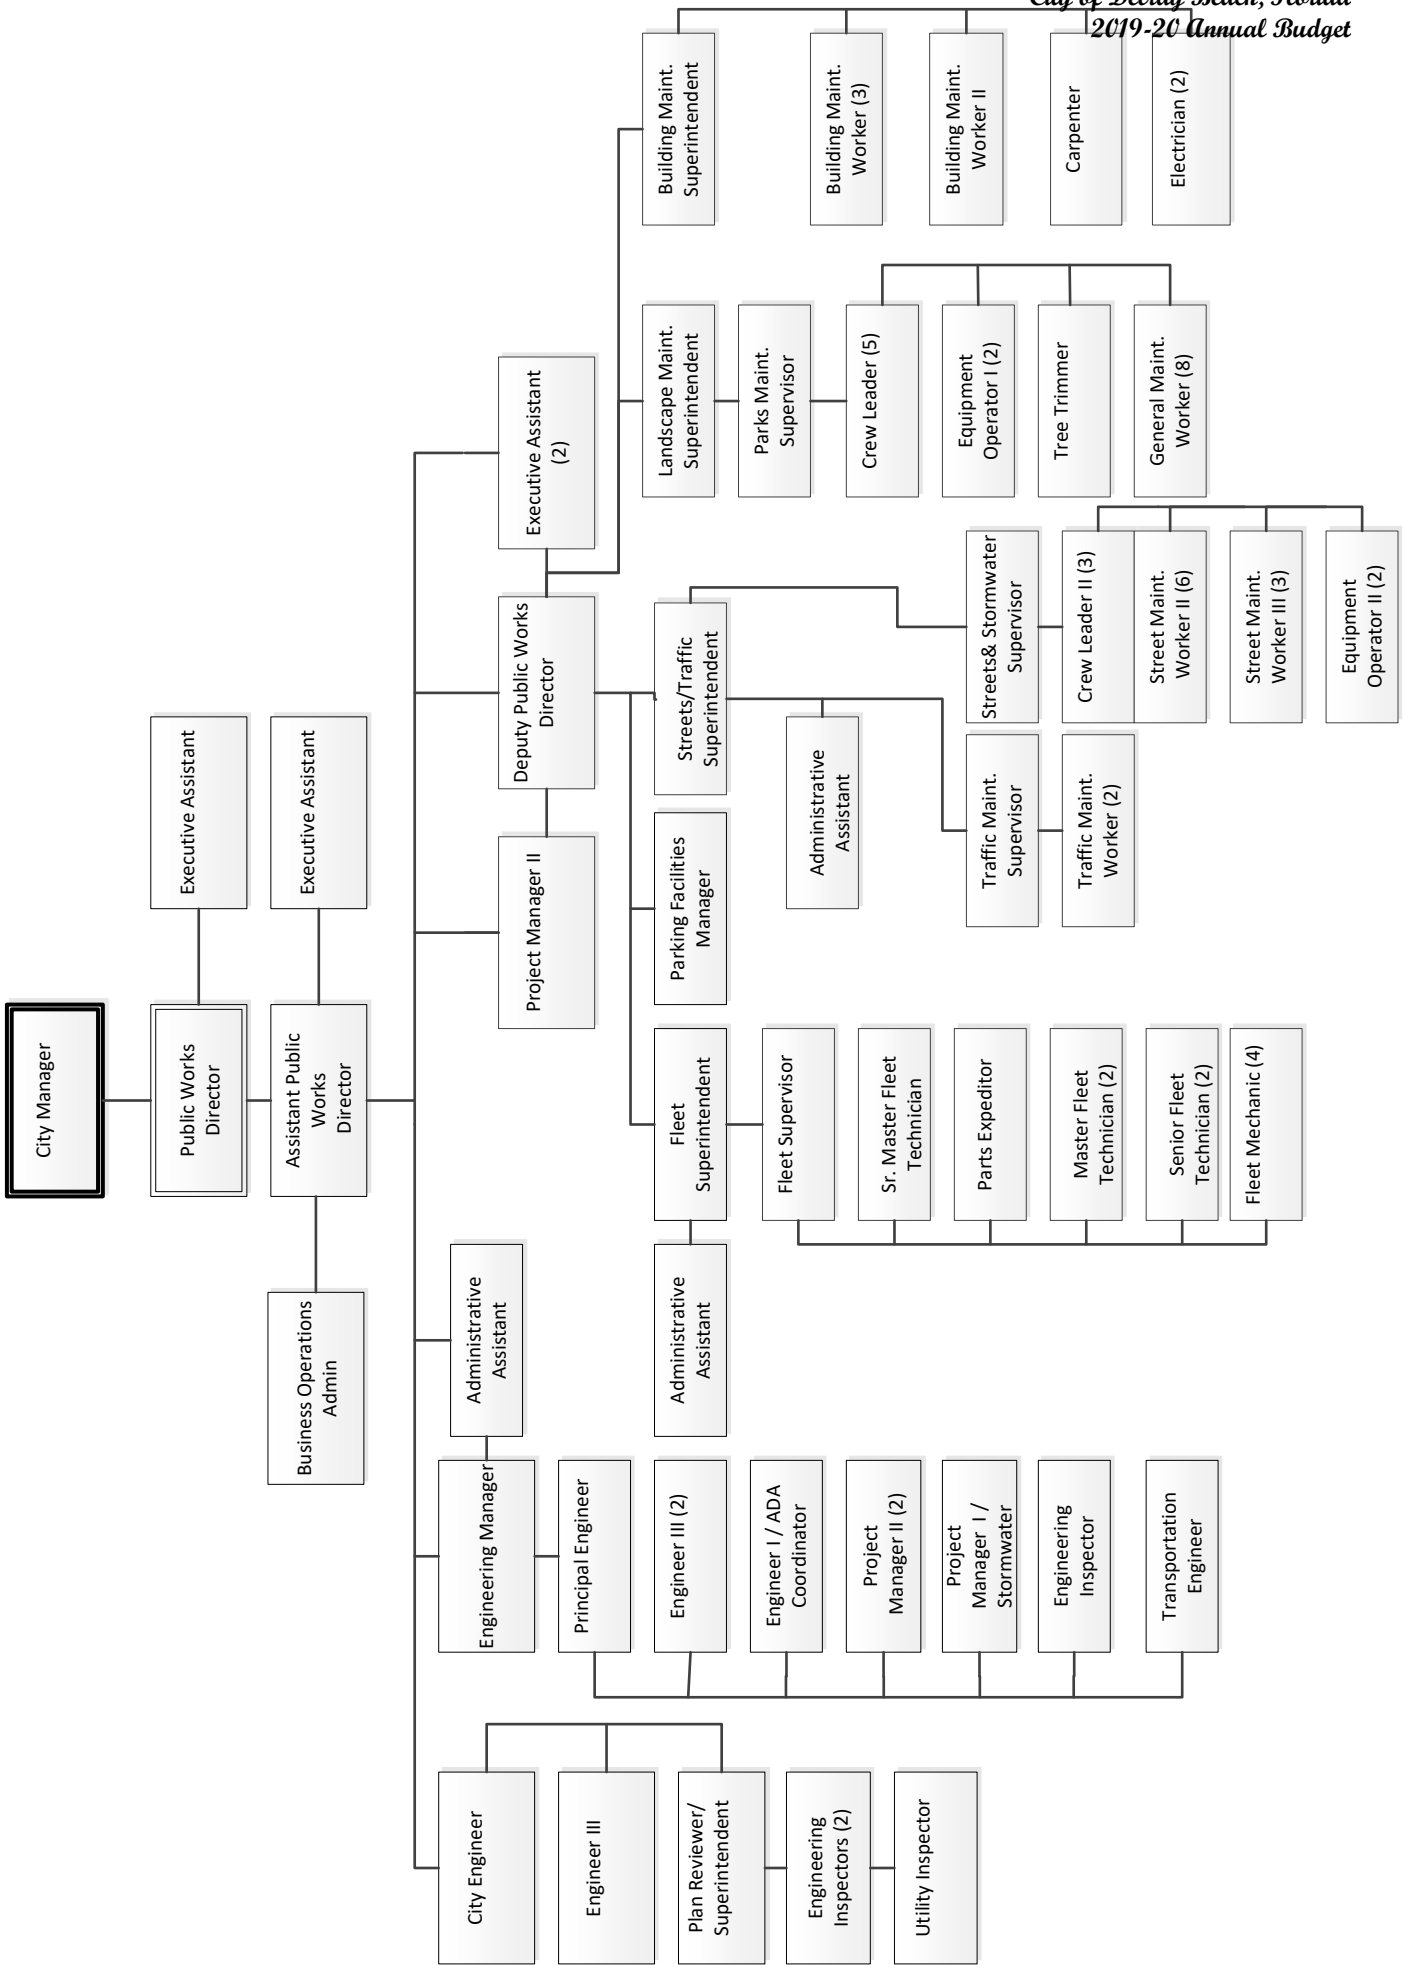 City of Delray Beach, Florida
2019-20 Annual Budget
City Manager
Public Works
Director
Executive Assistant
Business Operations
Admin
Assistant Public
Works
Director
Executive Assistant
City Engineer
Engineer III
Plan Reviewer/
Superintendent
Engineering
Inspectors (2)
Utility Inspector
Engineering Manager
Administrative
Assistant
Principal Engineer
Engineer III (2)
Engineer I / ADA
Coordinator
Project
Manager II (2)
Project
Manager I /
Stormwater
Engineering
Inspector
Transportation
Engineer
Project Manager II
Deputy Public Works
Director
Executive Assistant
(2)
Administrative
Assistant
Fleet
Superintendent
Fleet Supervisor
Sr. Master Fleet
Technician
Parts Expeditor
Master Fleet
Technician (2)
Senior Fleet
Technician (2)
Fleet Mechanic (4)
Parking Facilities
Manager
Streets/Traffic
Superintendent
Administrative
Assistant
Traffic Maint.
Supervisor
Traffic Maint.
Worker (2)
Streets& Stormwater
Supervisor
Crew Leader II (3)
Street Maint.
Worker II (6)
Street Maint.
Worker III (3)
Equipment
Operator II (2)
Landscape Maint.
Superintendent
Parks Maint.
Supervisor
Crew Leader (5)
Equipment
Operator I (2)
Tree Trimmer
General Maint.
Worker (8)
Building Maint.
Superintendent
Building Maint.
Worker (3)
Building Maint.
Worker II
Carpenter
Electrician (2)